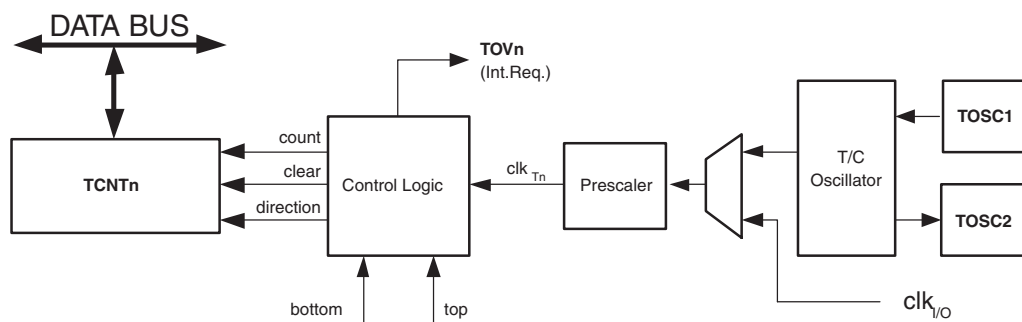 DATA BUS
TOVn
(Int.Req.)
TOSC1
count
TCNTn
clear
Control Logic
clk Tn
Prescaler
T/C
Oscillator
direction
TOSC2
bottom
top
clk I/O